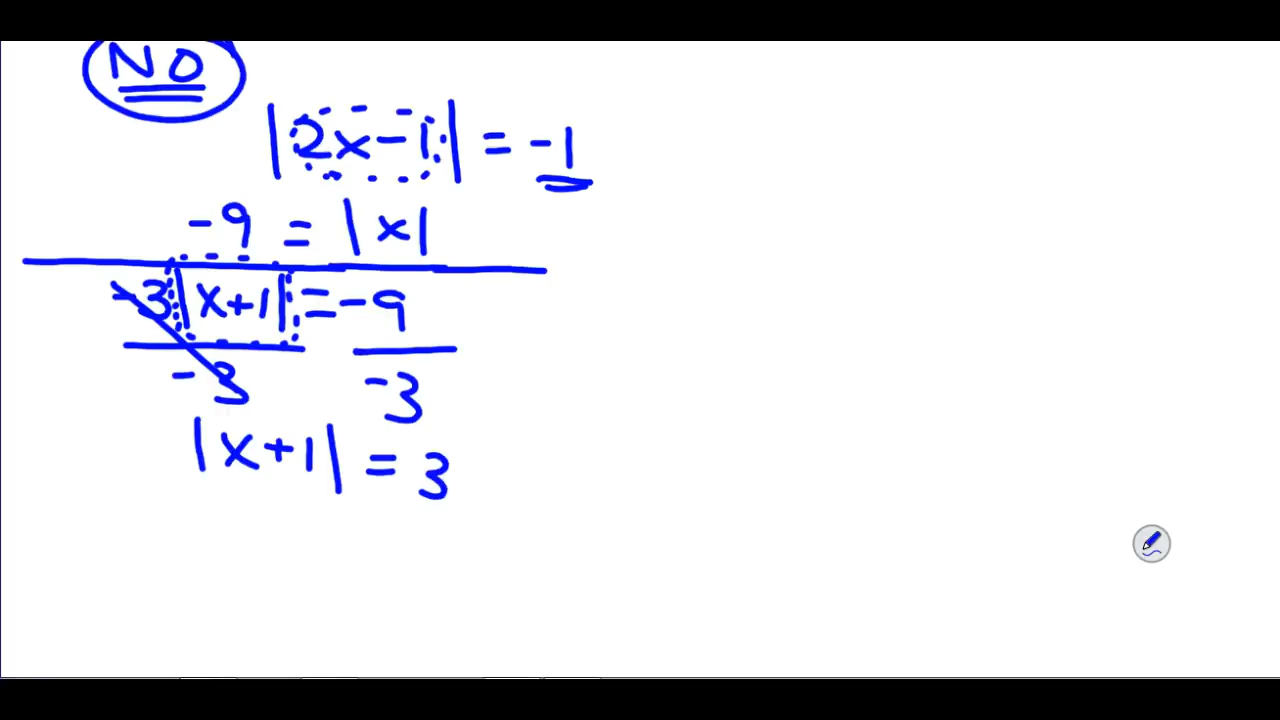 NO
|2x-1| = -1
-9 = |x|
-3|x+1| = -9
-3 -3
|x+1| = 3